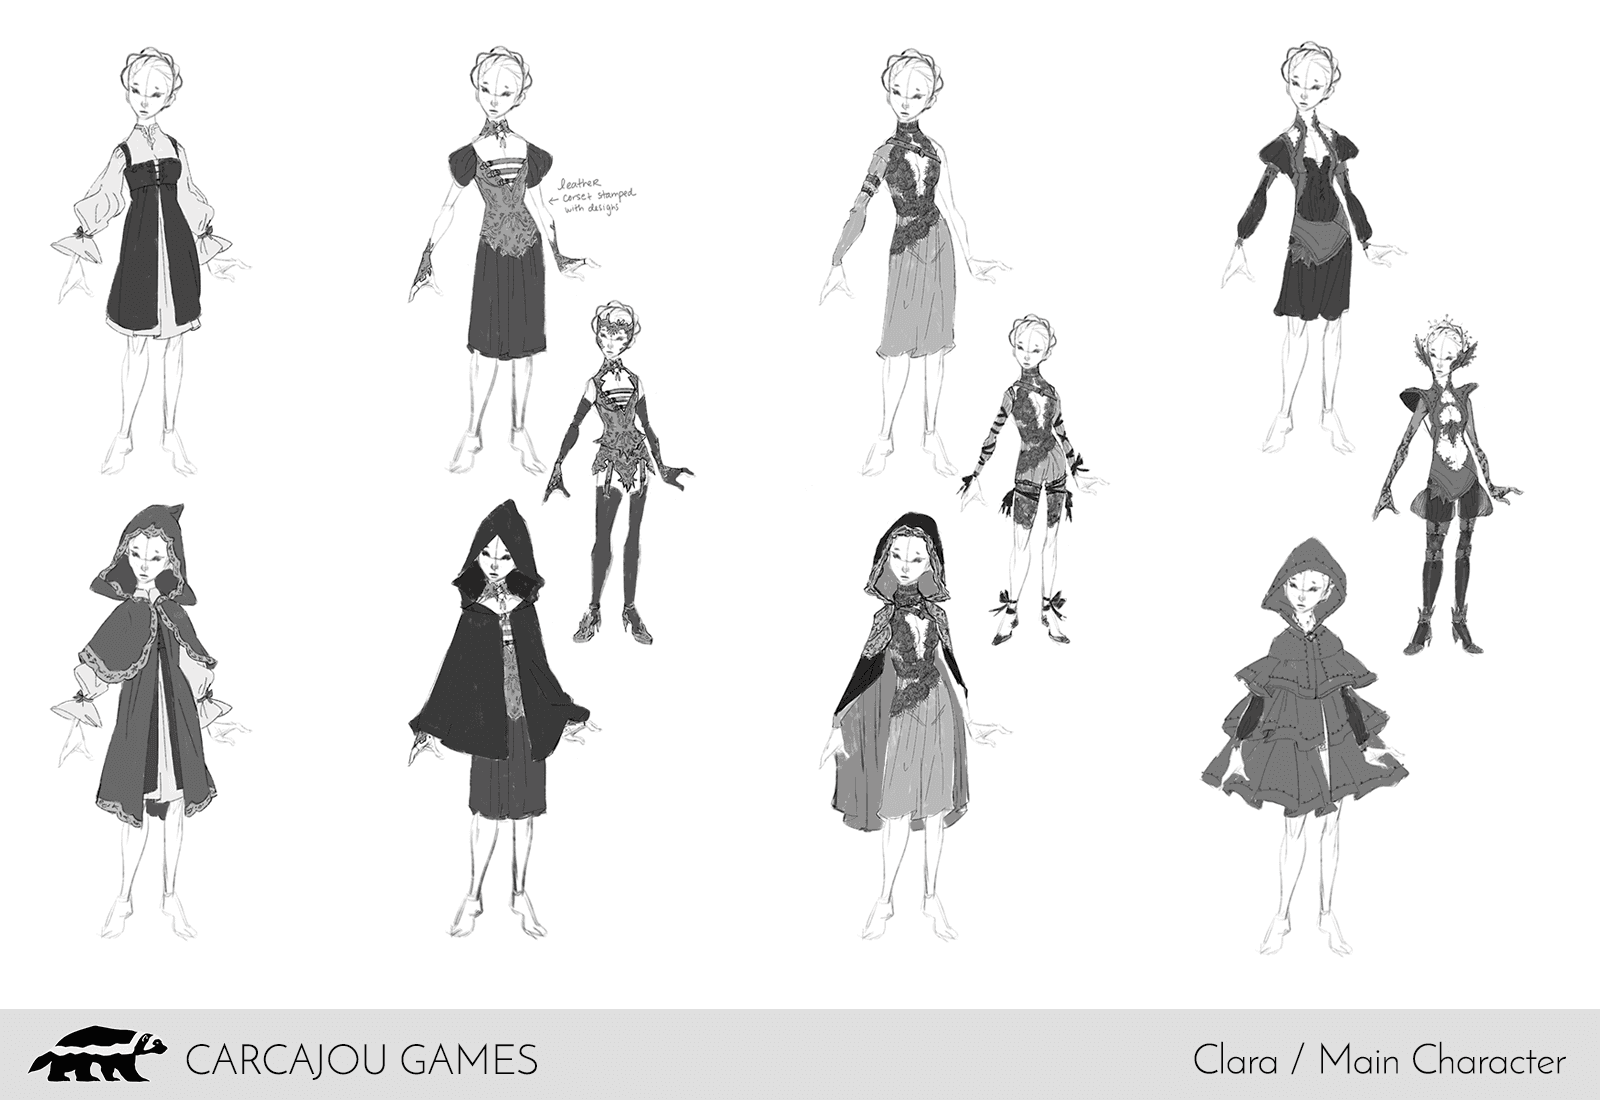 leather
← corset stamped
with designs
CARCAJOU GAMES
Clara / Main Character